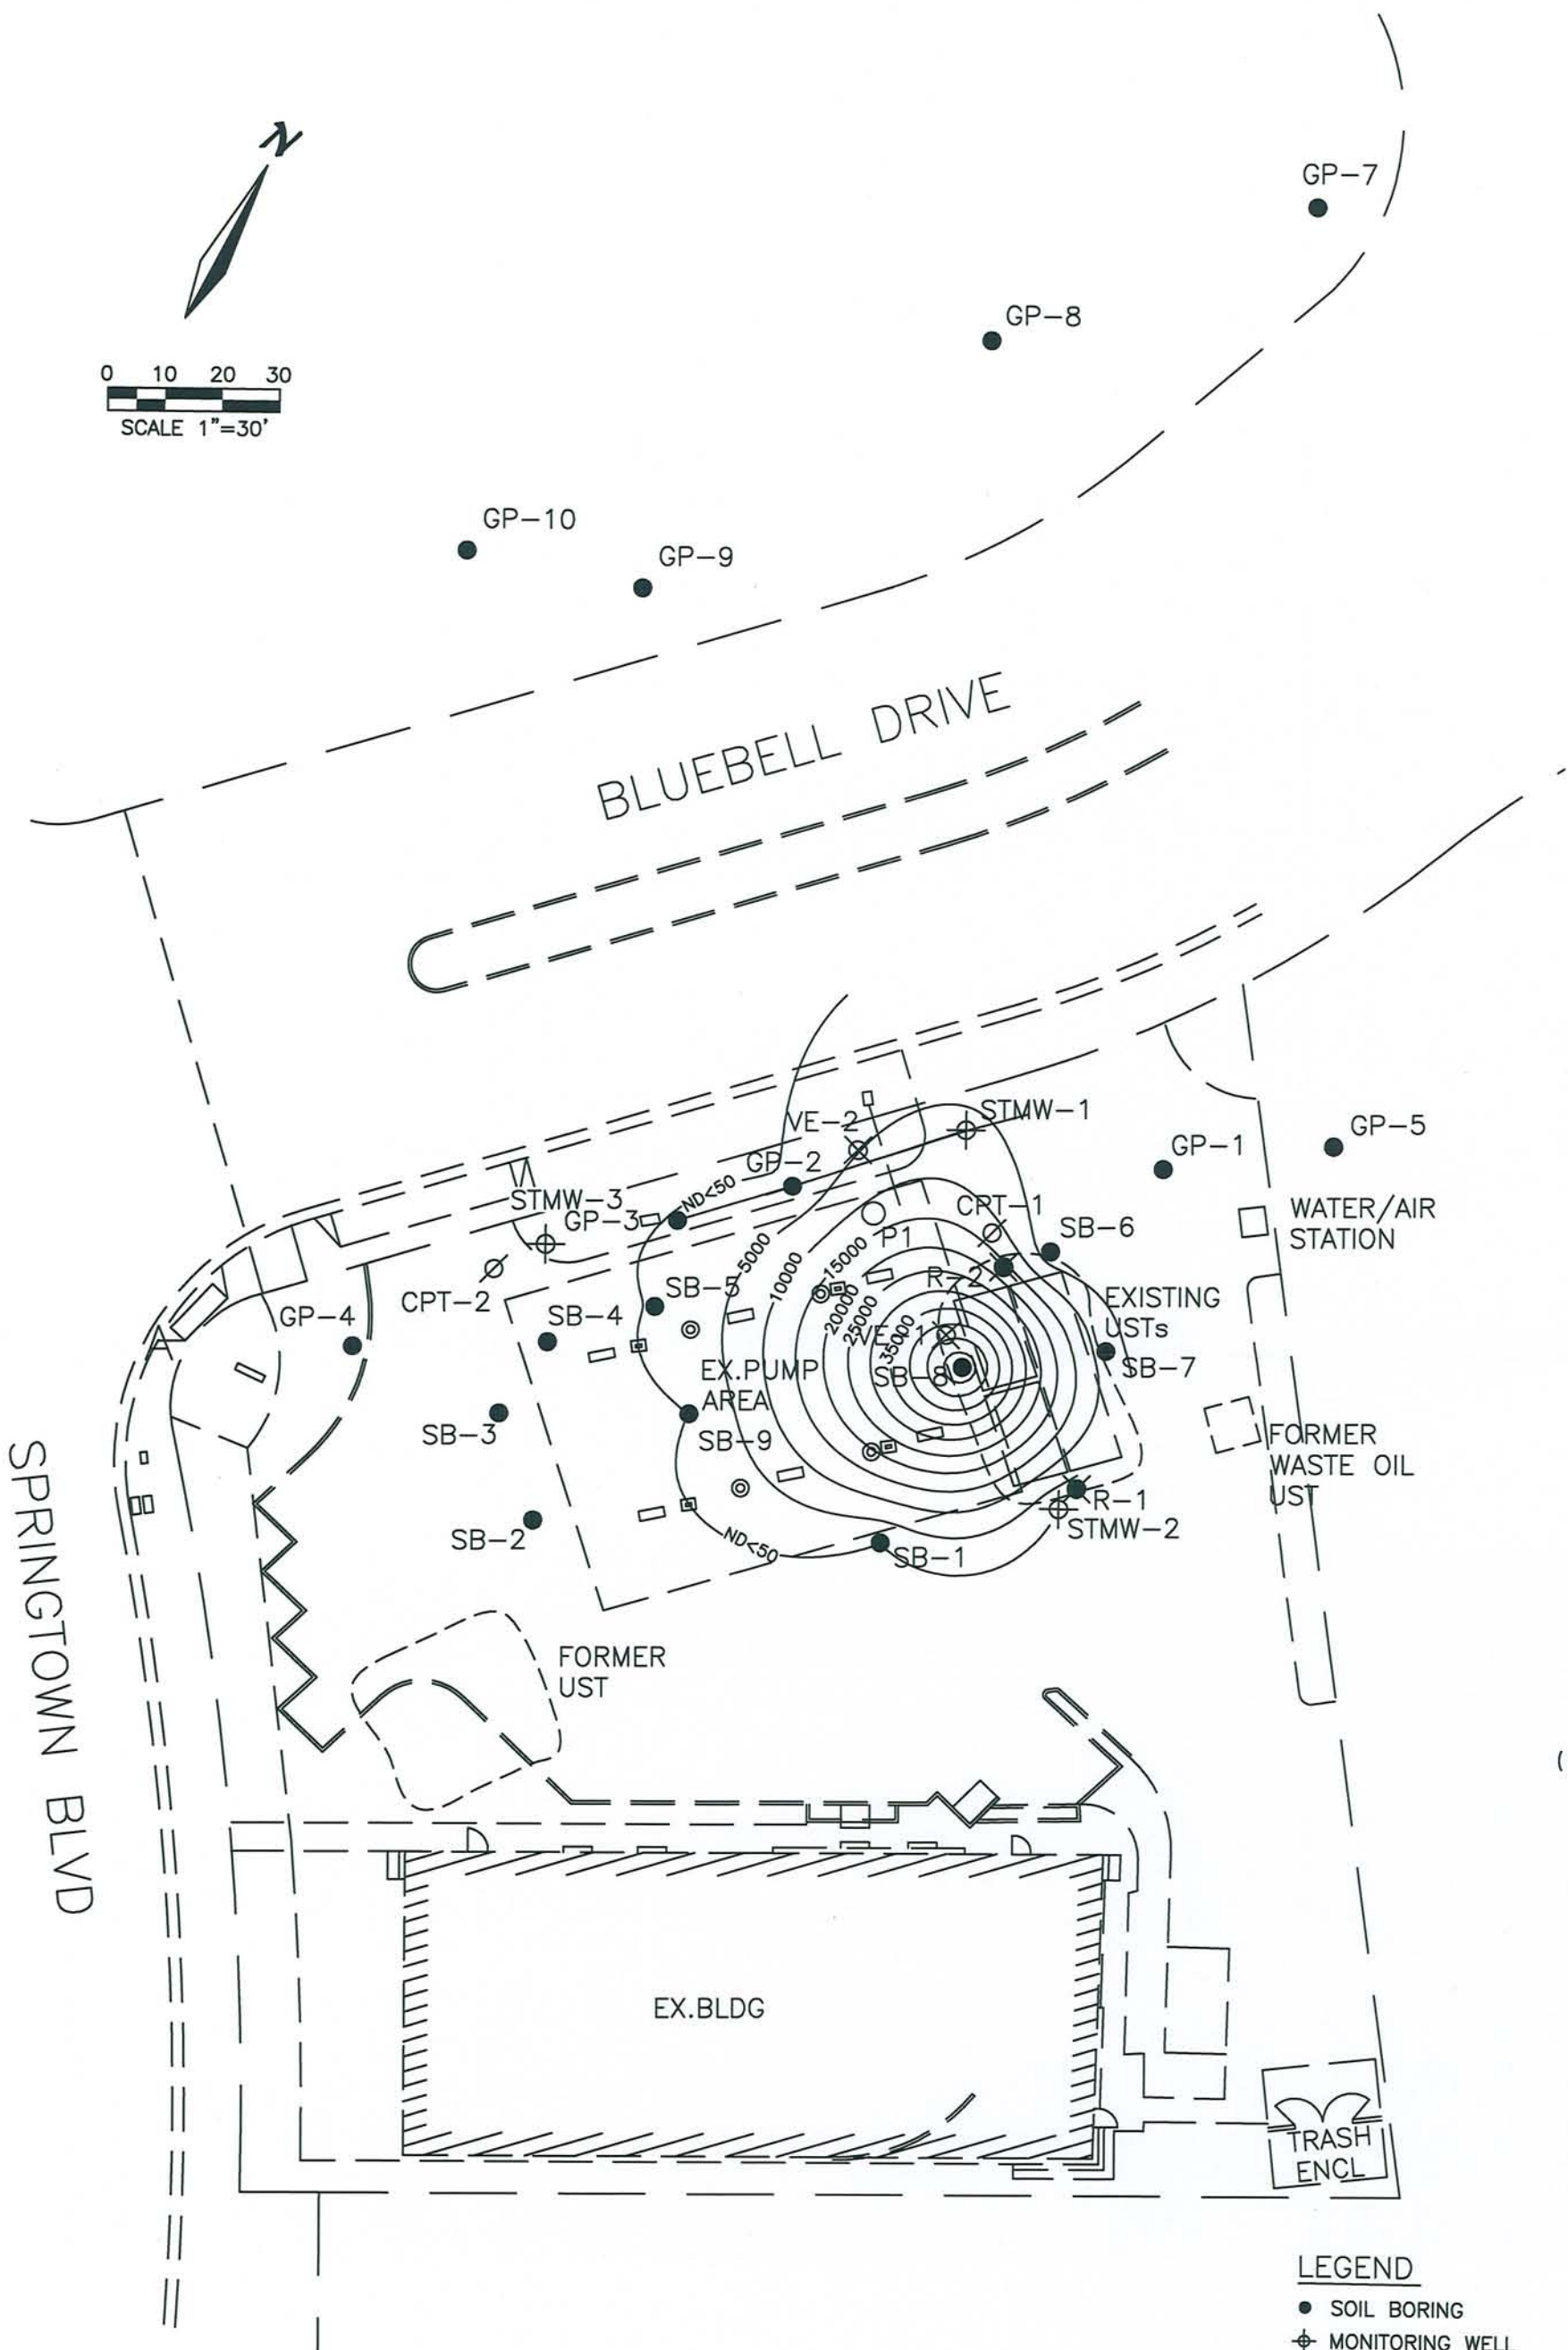 N
GP-7
GP-8
0 10 20 30
SCALE 1"=30'
GP-10
GP-9
BLUEBELL DRIVE
STMW-1
VE-2
GP-5
GP-1
GP-2
ND<50
STMW-3
GP-3
CPT-1
WATER/AIR
STATION
SB-6
P1
5000
10000
15000
20000
25000
35000
R-2
SB-5
CPT-2
SB-4
GP-4
EXISTING
USTs
VE-1
SB-8
SB-7
EX.PUMP
AREA
SB-3
SB-9
FORMER
WASTE OIL
UST
SPRINGTOWN BLVD
R-1
STMW-2
SB-2
ND<50
SB-1
FORMER
UST
EX.BLDG
TRASH
ENCL
LEGEND
SOIL BORING
MONITORING WELL